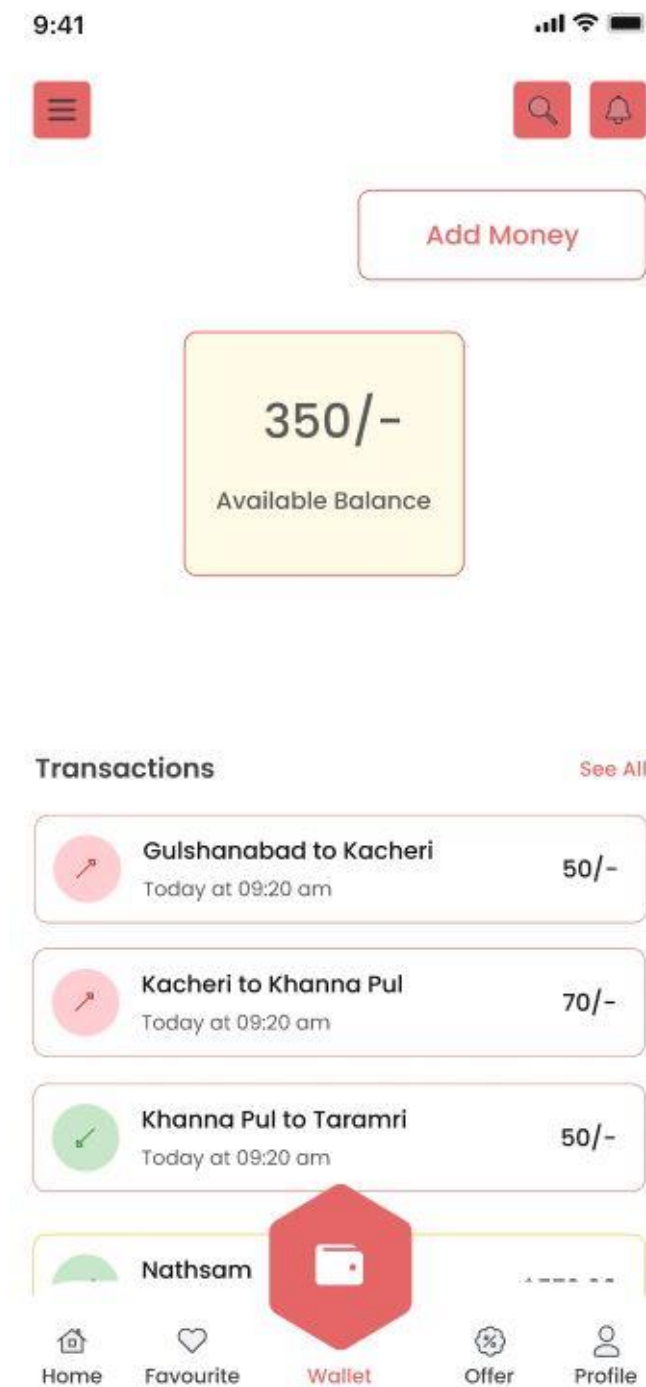 9:41
Add Money
350/-
Available Balance
Transactions
See All
Gulshanabad to Kacheri
50/-
Today at 09:20 am
Kacheri to Khanna Pul
70/-
Today at 09:20 am
Khanna Pul to Taramri
50/-
Today at 09:20 am
Nathsam
Home
Favourite
Wallet
Offer
Profile